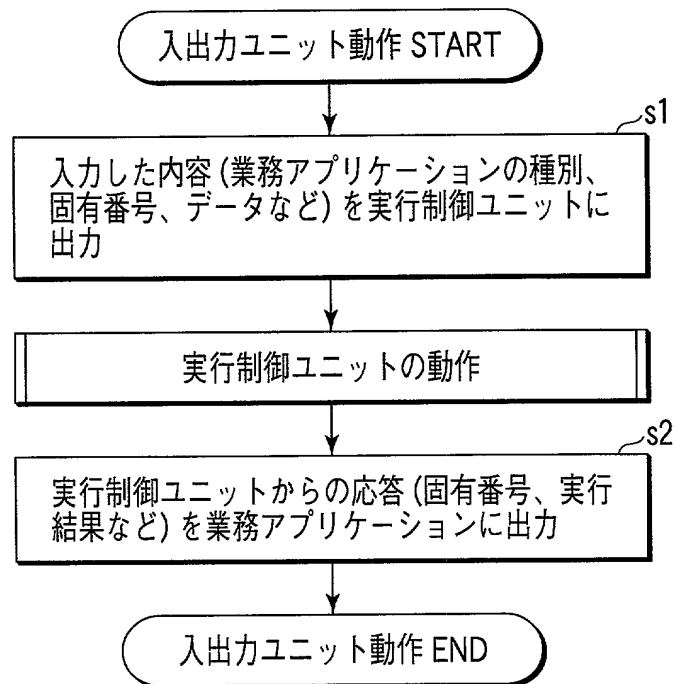 入出力ユニット動作 START
s1
入力した内容(業務アプリケーションの種別、
固有番号、データなど)を実行制御ユニットに
出力
実行制御ユニットの動作
s2
実行制御ユニットからの応答(固有番号、実行
結果など)を業務アプリケーションに出力
入出力ユニット動作 END